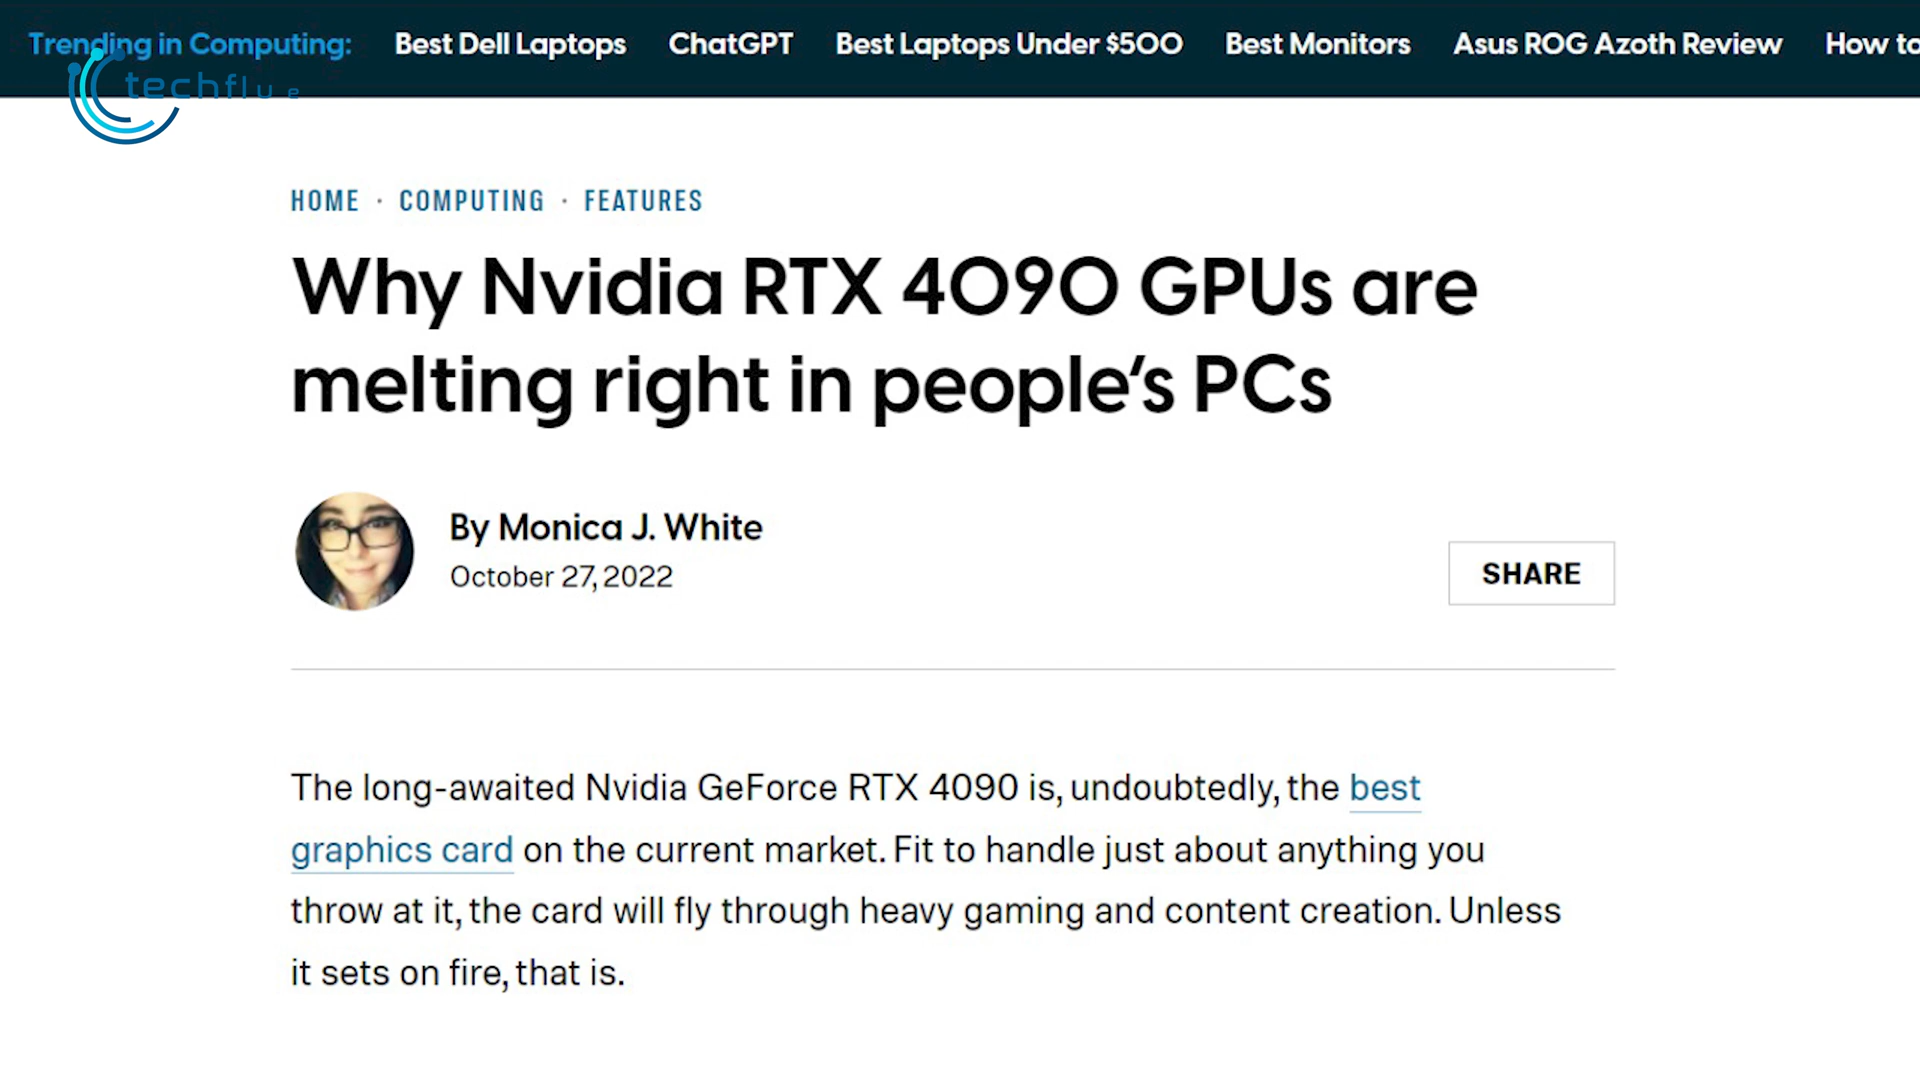 Trending in Computing: Best Dell Laptops ChatGPT Best Laptops Under $500 Best Monitors Asus ROG Azoth Review How to
techflue
HOME · COMPUTING · FEATURES
Why Nvidia RTX 4090 GPUs are
melting right in people‘s PCs
By Monica J. White
October 27, 2022
SHARE
The long-awaited Nvidia GeForce RTX 4090 is, undoubtedly, the best
graphics card on the current market. Fit to handle just about anything you
throw at it, the card will fly through heavy gaming and content creation. Unless
it sets on fire, that is.